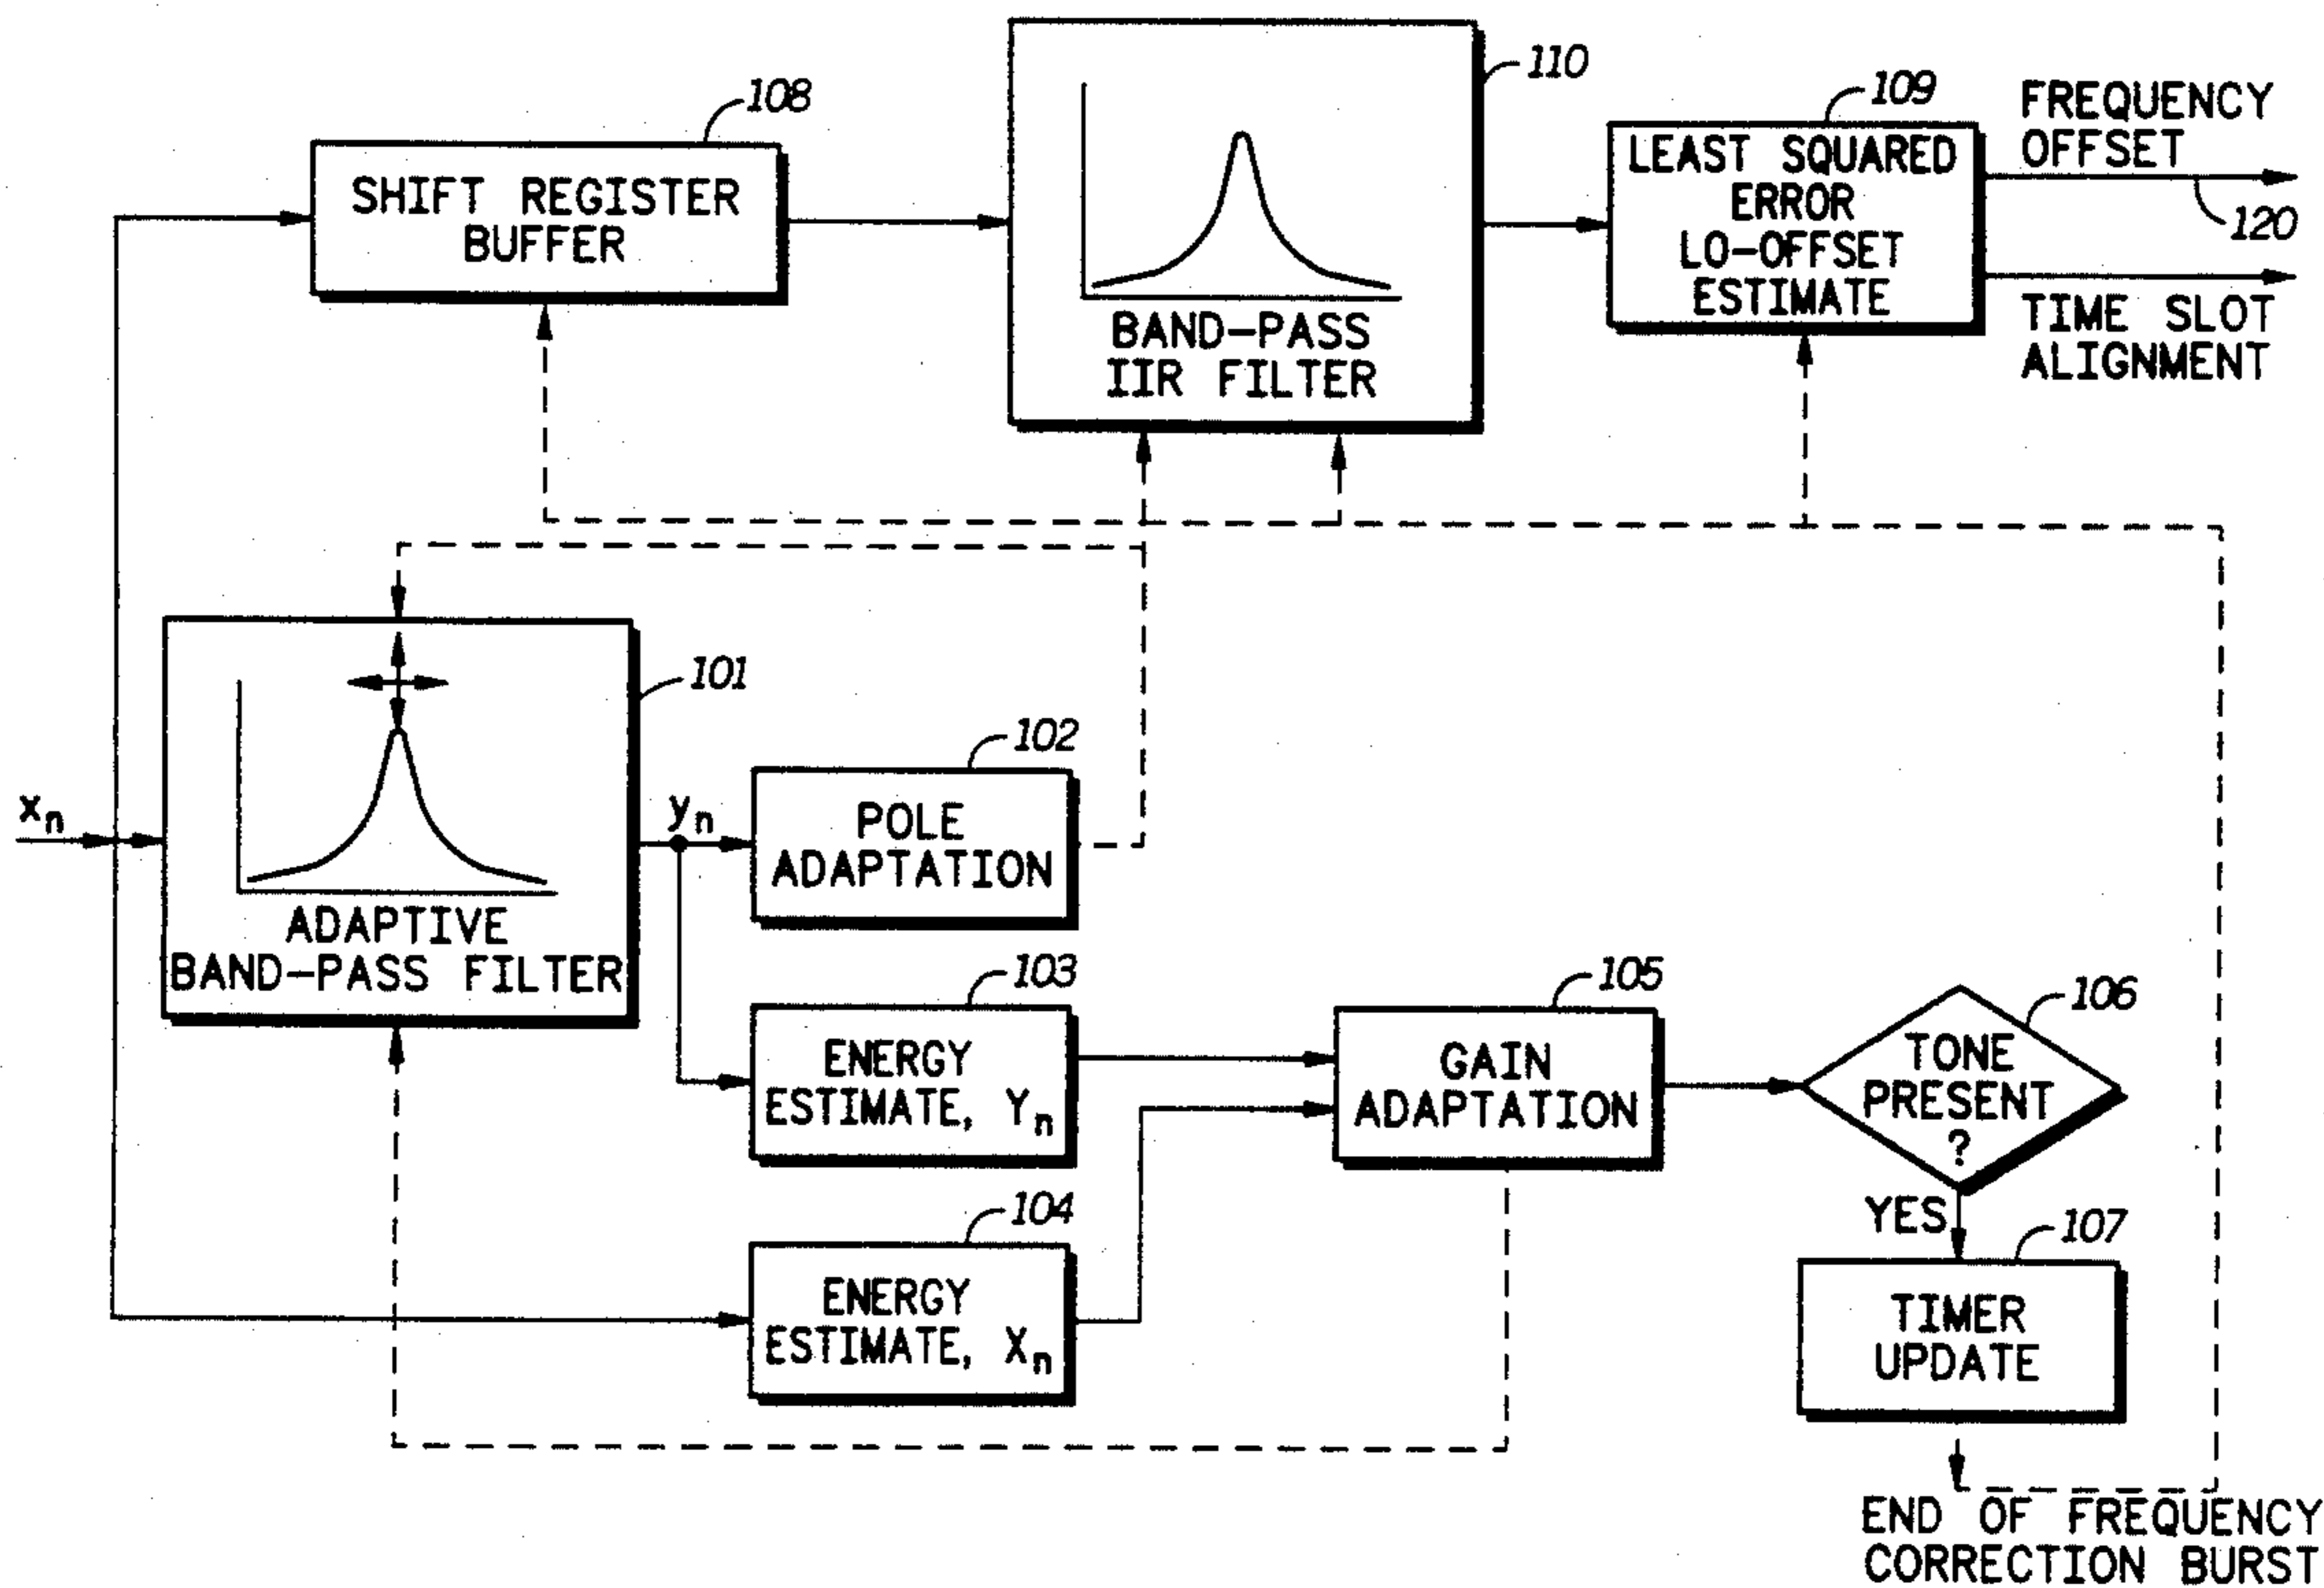 110
108
109
FREQUENCY
OFFSET
SHIFT REGISTER
BUFFER
LEAST SQUARED
ERROR
LO-OFFSET
ESTIMATE
120
BAND-PASS
IIR FILTER
TIME SLOT
ALIGNMENT
101
102
xn
yn
POLE
ADAPTATION
ADAPTIVE
BAND-PASS FILTER
103
105
106
ENERGY
ESTIMATE, Yn
GAIN
ADAPTATION
TONE
PRESENT
?
104
YES
107
ENERGY
ESTIMATE, Xn
TIMER
UPDATE
END OF FREQUENCY
CORRECTION BURST